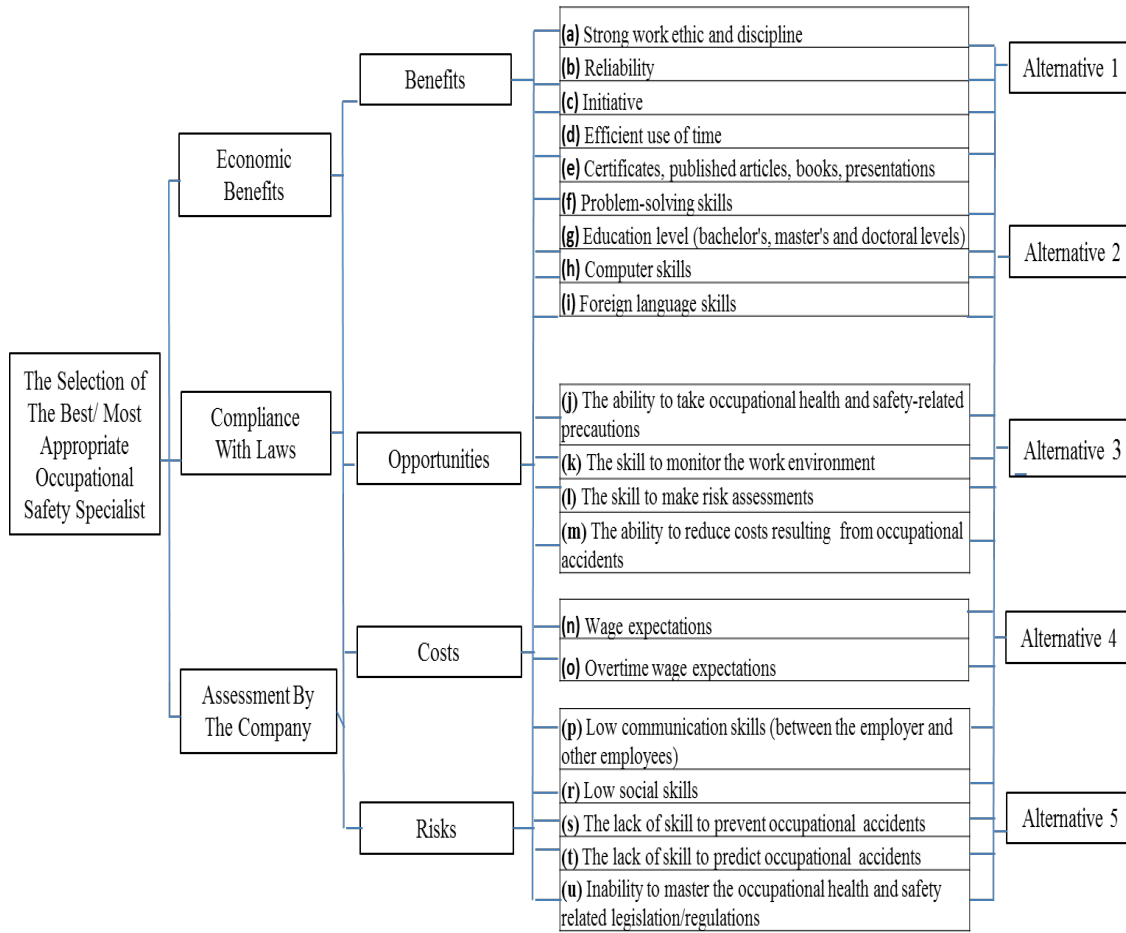 The Selection of
The Best/ Most
Appropriate
Occupational
Safety Specialist
Economic
Benefits
Compliance
With Laws
Assessment By
The Company
Benefits
Opportunities
Costs
Risks
(a) Strong work ethic and discipline
(b) Reliability
(c) Initiative
(d) Efficient use of time
(e) Certificates, published articles, books, presentations
(f) Problem-solving skills
(g) Education level (bachelor's, master's and doctoral levels)
(h) Computer skills
(i) Foreign language skills
(j) The ability to take occupational health and safety-related
precautions
(k) The skill to monitor the work environment
(l) The skill to make risk assessments
(m) The ability to reduce costs resulting from occupational
accidents
(n) Wage expectations
(o) Overtime wage expectations
(p) Low communication skills (between the employer and
other employees)
(r) Low social skills
(s) The lack of skill to prevent occupational accidents
(t) The lack of skill to predict occupational accidents
(u) Inability to master the occupational health and safety
related legislation/regulations
Alternative 1
Alternative 2
Alternative 3
Alternative 4
Alternative 5